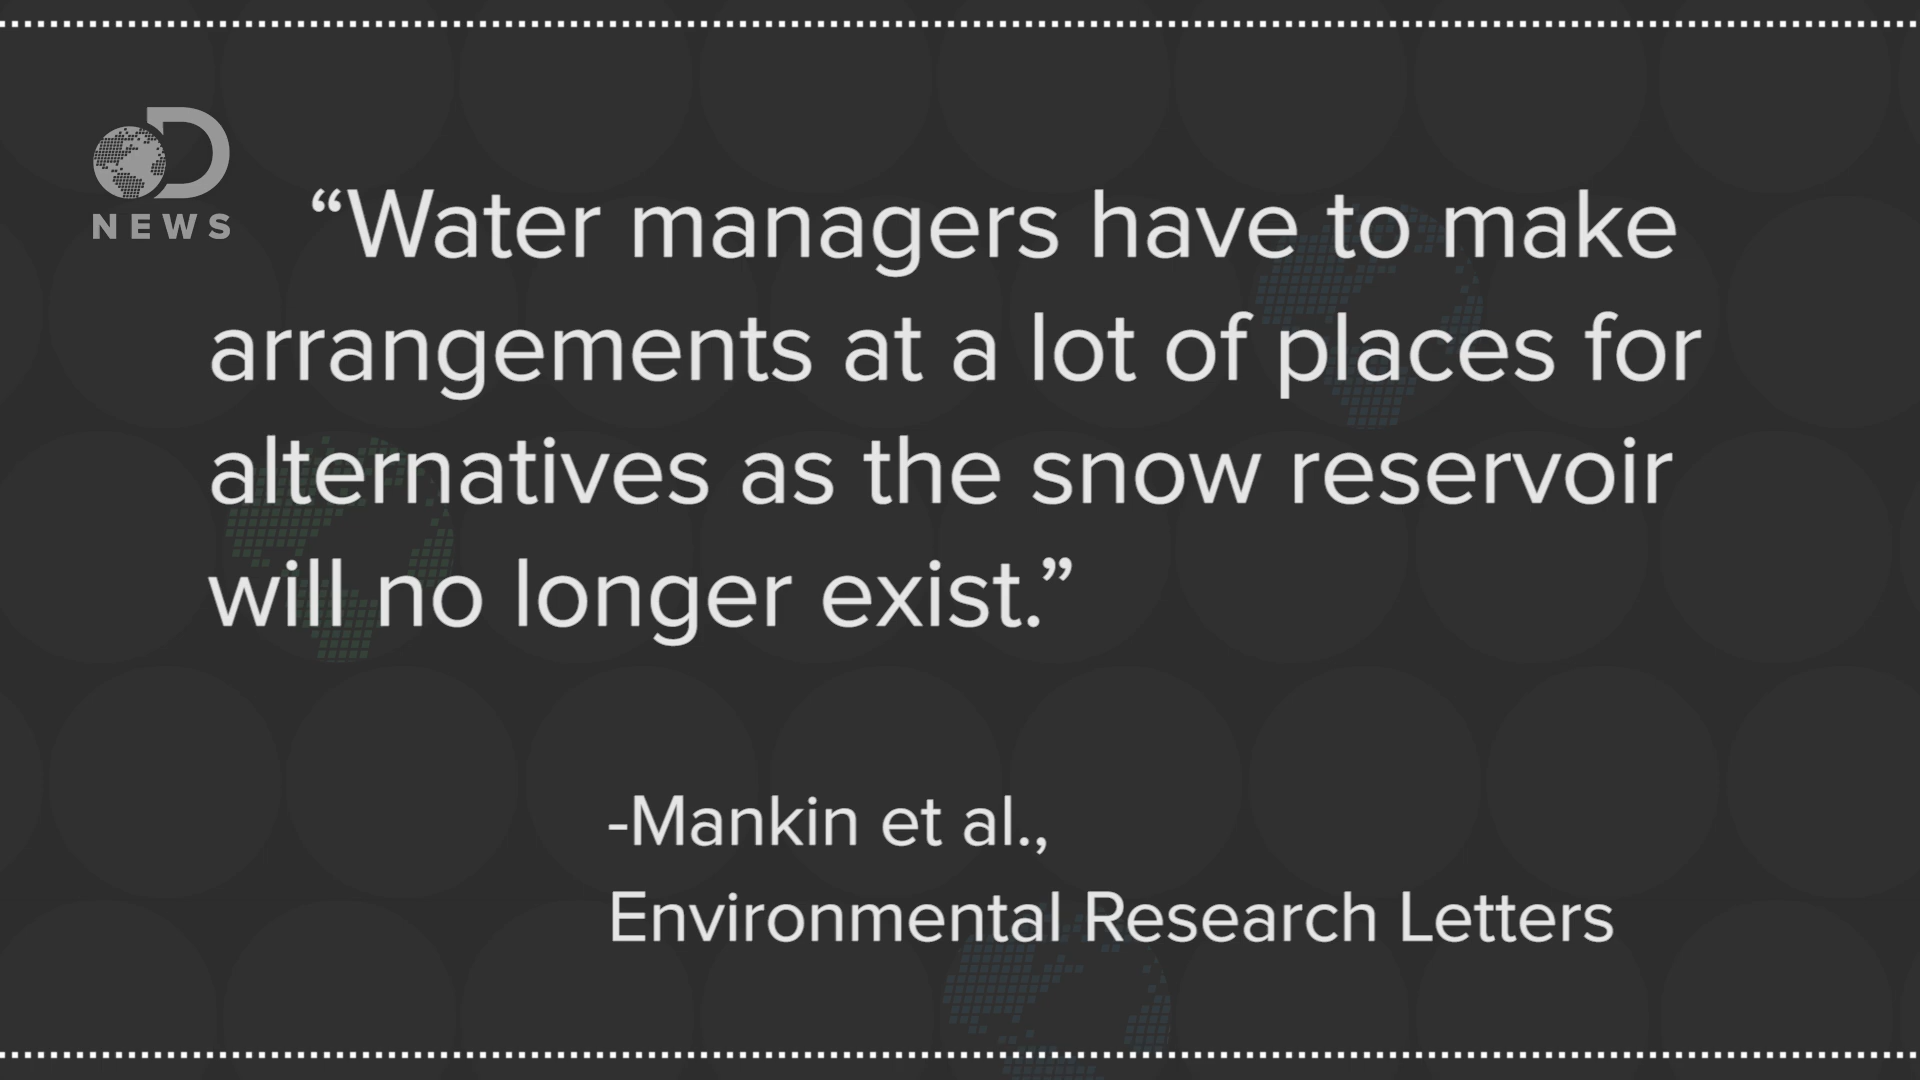 NEWS
“Water managers have to make
arrangements at a lot of places for
alternatives as the snow reservoir
will no longer exist.”
-Mankin et al.,
Environmental Research Letters